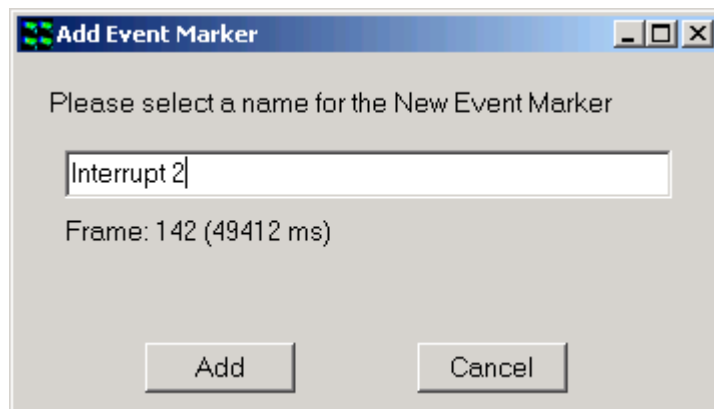 Add Event Marker
Please select a name for the New Event Marker
Interrupt 2
Frame: 142 (49412 ms)
Add Cancel